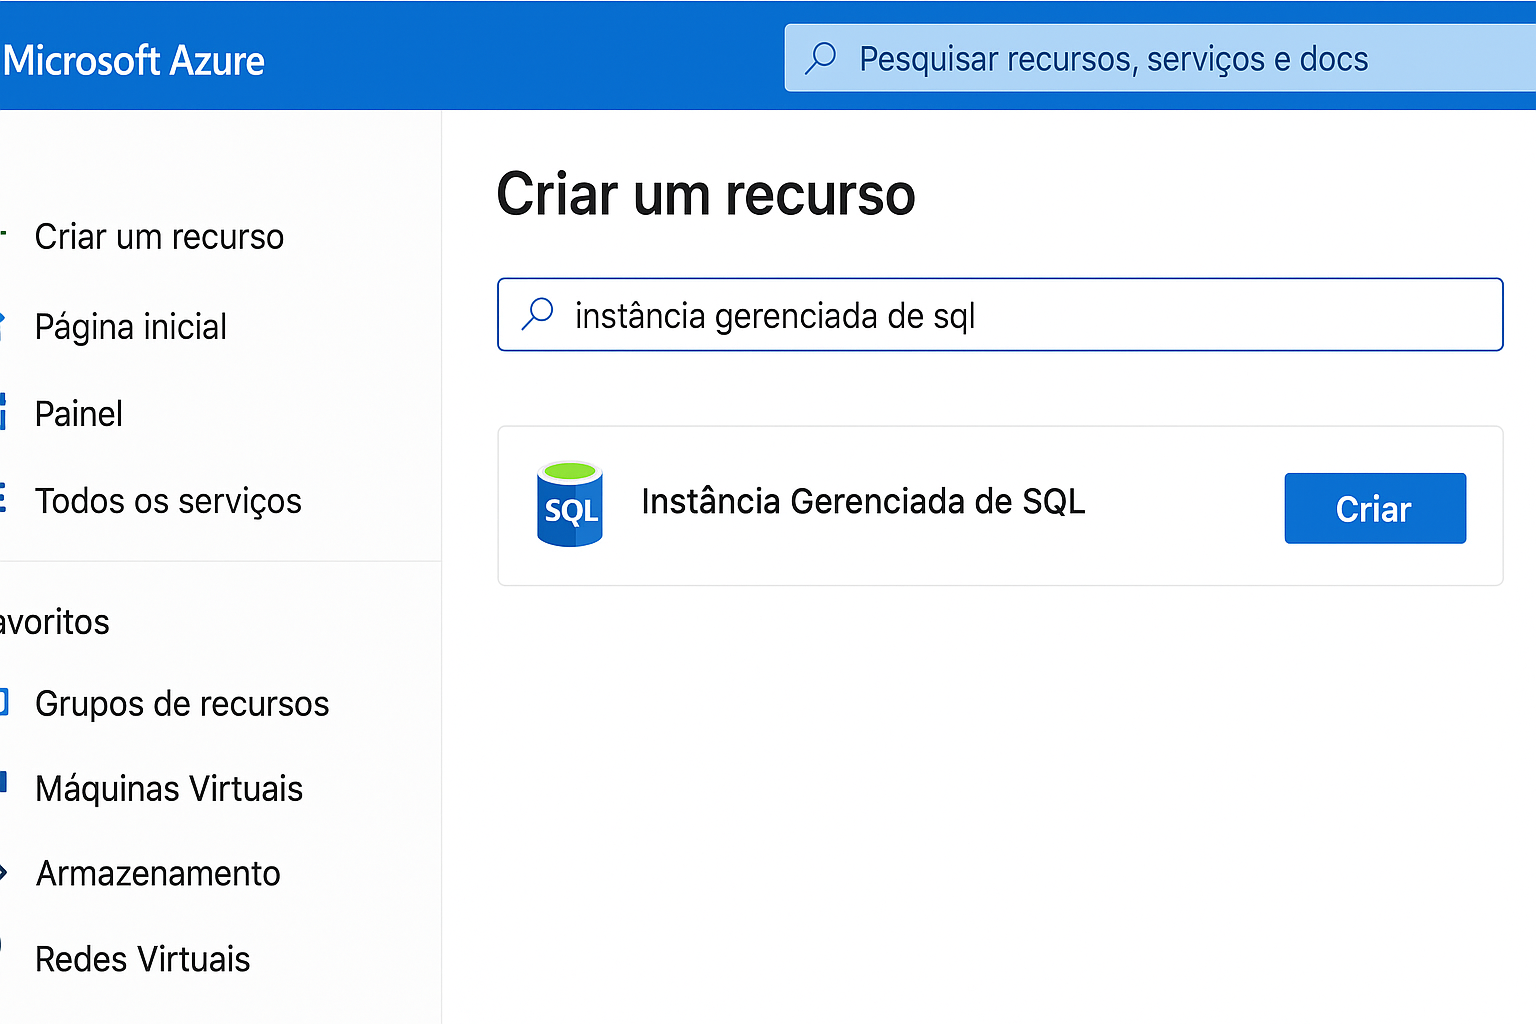 Microsoft Azure
Pesquisar recursos, serviços e docs
Criar um recurso
Página inicial
Painel
Todos os serviços
avoritos
Grupos de recursos
Máquinas Virtuais
Armazenamento
Redes Virtuais
Criar um recurso
instância gerenciada de sql
SQL
Instância Gerenciada de SQL
Criar